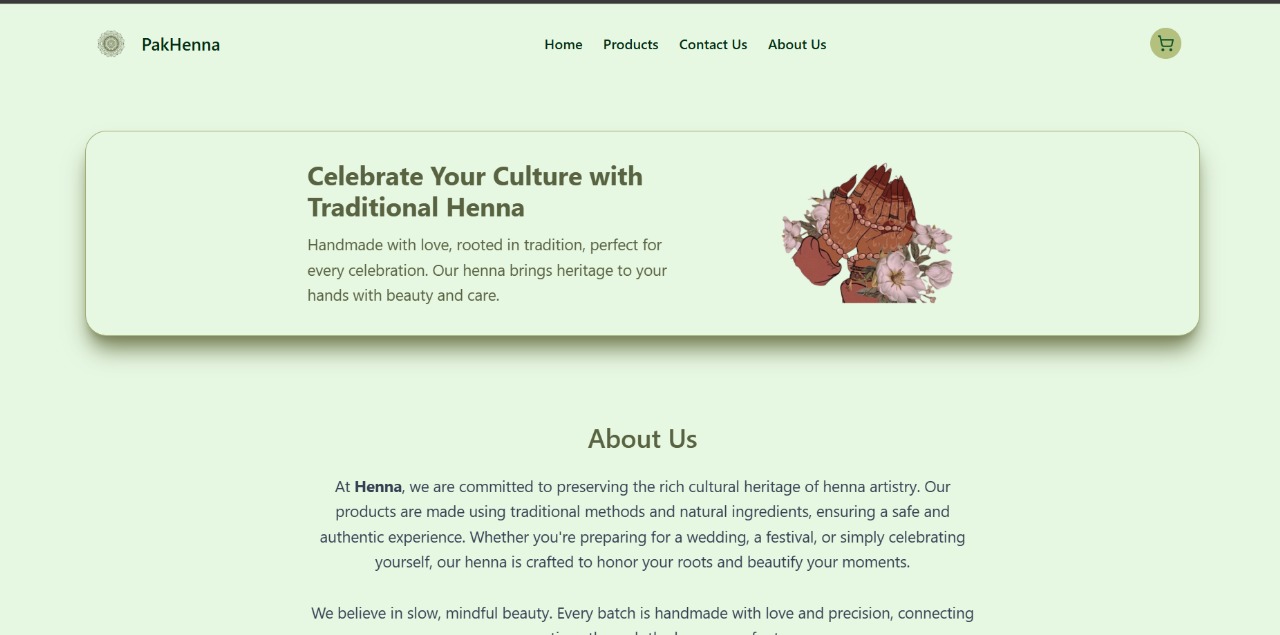 PakHenna
Home Products Contact Us About Us
Celebrate Your Culture with
Traditional Henna
Handmade with love, rooted in tradition, perfect for
every celebration. Our henna brings heritage to your
hands with beauty and care.
About Us
At Henna, we are committed to preserving the rich cultural heritage of henna artistry. Our
products are made using traditional methods and natural ingredients, ensuring a safe and
authentic experience. Whether you're preparing for a wedding, a festival, or simply celebrating
yourself, our henna is crafted to honor your roots and beautify your moments.
We believe in slow, mindful beauty. Every batch is handmade with love and precision, connecting